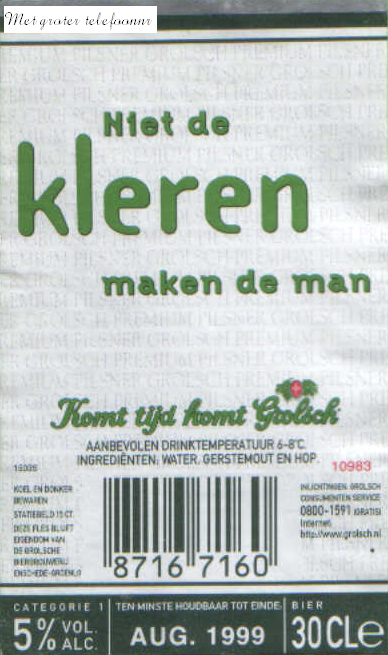 Met groter telefoonnr
Niet de
kleren
maken de man
Komt tijd komt Grolsch
AANBEVOLEN DRINKTEMPERATUUR 6-8°C.
INGREDIËNTEN: WATER, GERSTEMOUT EN HOP.
10983
KOEL EN DONKER
BEWAREN
STATIEGELD 15 CT.
DEZE FLES BLIJFT
EIGENDOM VAN
DE GROLSCHE
BIERBROUWERIJ
ENSCHEDE-GROENLO
8716 7160
INLICHTINGEN: GROLSCH
CONSUMENTEN SERVICE
0800-1591 (GRATIS)
Internet:
http://www.grolsch.nl
e
CATEGORIE 1
5% VOL.
ALC.
TEN MINSTE HOUDBAAR TOT EINDE:
AUG. 1999
BIER
30CLe